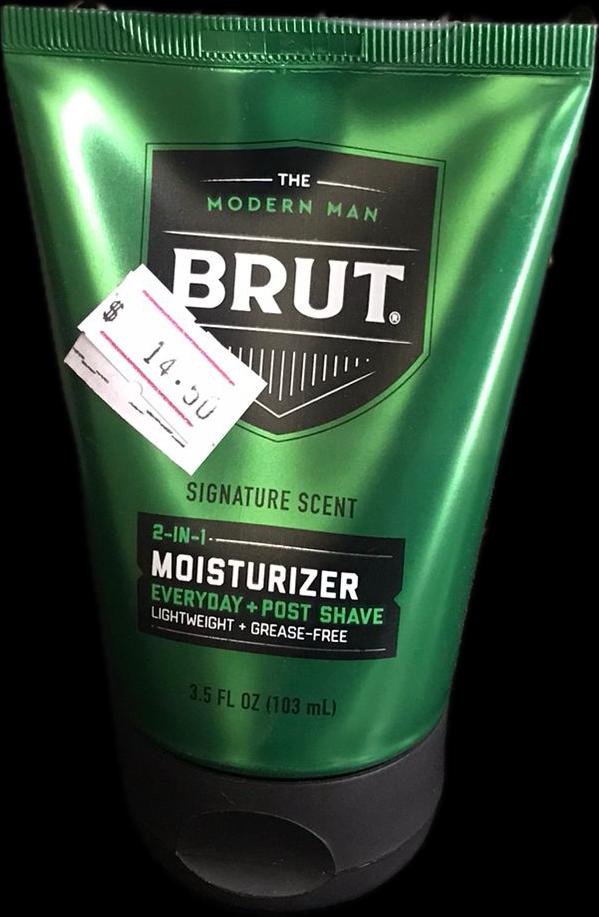 THE
MODERN MAN
BRUT®
$ 14.50
SIGNATURE SCENT
2-IN-1
MOISTURIZER
EVERYDAY + POST SHAVE
LIGHTWEIGHT + GREASE-FREE
3.5 FL OZ (103 mL)